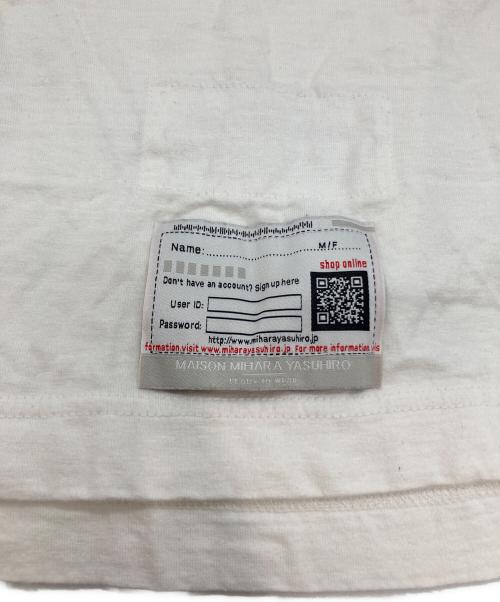 Name: M/F
shop online
Don't have an account? Sign up here
User ID:
Password:
http://www.miharayasuhiro.jp
formation.visit www.miharayasuhiro.jp For more information.vis
MAISON MIHARA YASUHIRO